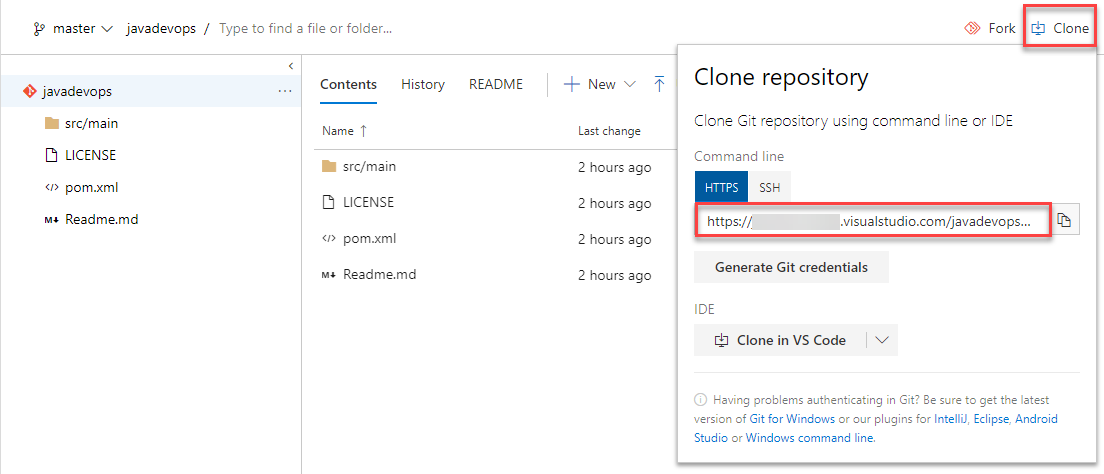 master javadevops / Type to find a file or folder... Fork Clone
javadevops ...
src/main
LICENSE
pom.xml
Readme.md
Contents History README New
Name ↑ Last change
src/main 2 hours ago
LICENSE 2 hours ago
pom.xml 2 hours ago
Readme.md 2 hours ago
Clone repository
Clone Git repository using command line or IDE
Command line
HTTPS SSH
https:// .visualstudio.com/javadevops...
Generate Git credentials
IDE
Clone in VS Code
Having problems authenticating in Git? Be sure to get the latest
version of Git for Windows or our plugins for IntelliJ, Eclipse, Android
Studio or Windows command line.